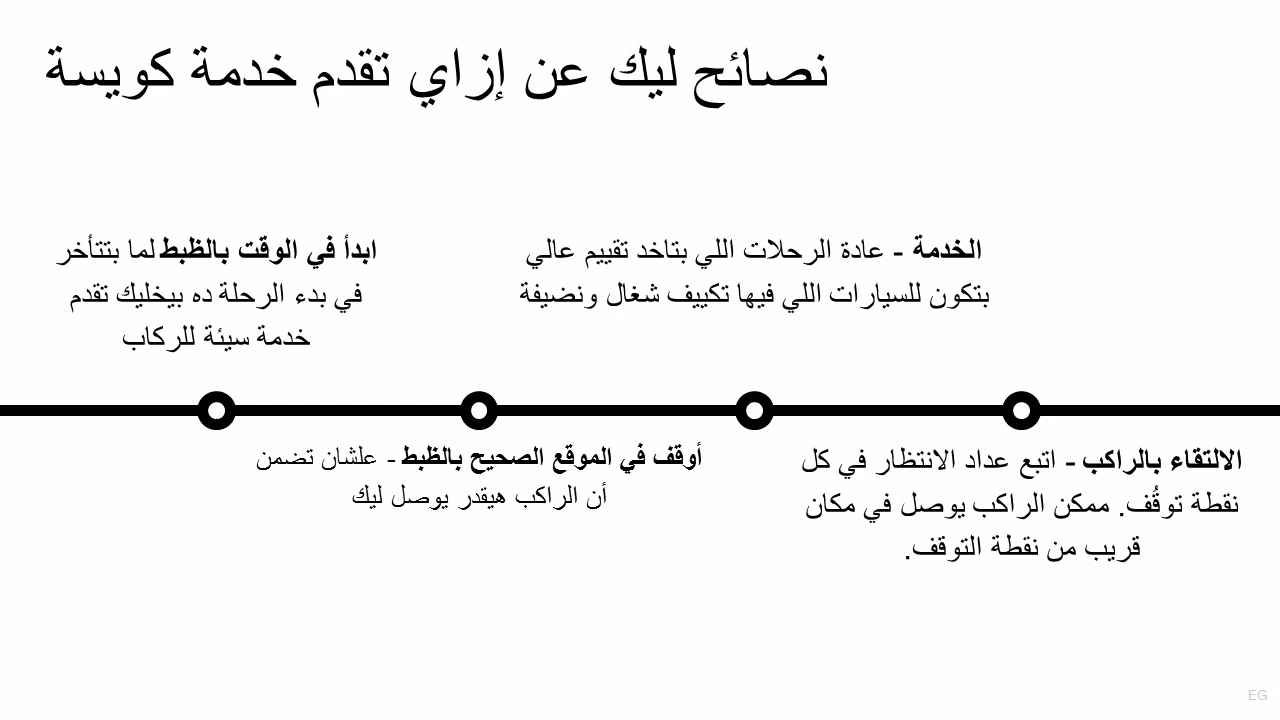 نصائح ليك عن إزاي تقدم خدمة كويسة
الخدمة - عادة الرحلات اللي بتاخد تقييم عالي
بتكون للسيارات اللي فيها تكييف شغال ونضيفة
ابدأ في الوقت بالظبط لما بتتأخر
في بدء الرحلة ده بيخليك تقدم
خدمة سيئة للركاب
الالتقاء بالراكب - اتبع عداد الانتظار في كل
نقطة توقُف. ممكن الراكب يوصل في مكان
قريب من نقطة التوقف.
أوقف في الموقع الصحيح بالظبط - علشان تضمن
أن الراكب هيقدر يوصل ليك
EG